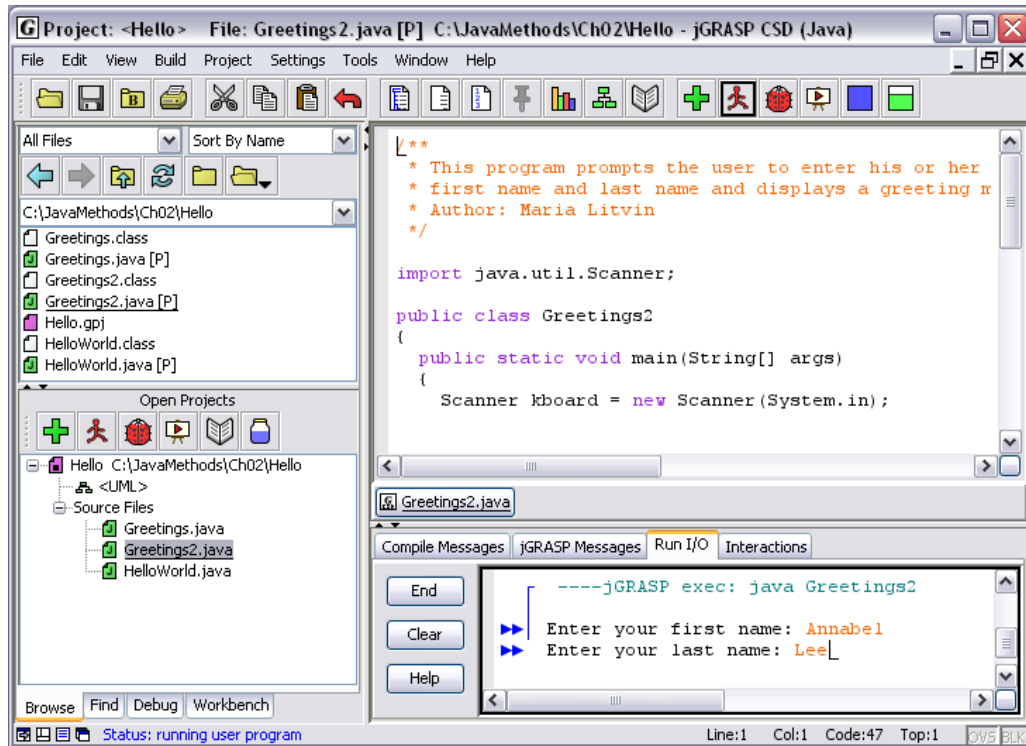 G Project: <Hello> File: Greetings2.java [P] C:\JavaMethods\Ch02\Hello - jGRASP CSD (Java)
File Edit View Build Project Settings Tools Window Help
B
All Files Sort By Name
C:\JavaMethods\Ch02\Hello
Greetings.class
Greetings.java [P]
Greetings2.class
Greetings2.java [P]
Hello.gpj
HelloWorld.class
HelloWorld.java [P]
Open Projects
Hello C:\JavaMethods\Ch02\Hello
<UML>
Source Files
Greetings.java
Greetings2.java
HelloWorld.java
Browse Find Debug Workbench
/**
* This program prompts the user to enter his or her
* first name and last name and displays a greeting m
* Author: Maria Litvin
*/
import java.util.Scanner;
public class Greetings2
{
public static void main(String[] args)
{
Scanner kboard = new Scanner(System.in);
G Greetings2.java
Compile Messages jGRASP Messages Run I/O Interactions
End
Clear
Help
----jGRASP exec: java Greetings2
Enter your first name: Annabel
Enter your last name: Lee
Status: running user program Line:1 Col:1 Code:47 Top:1 OVS BLK